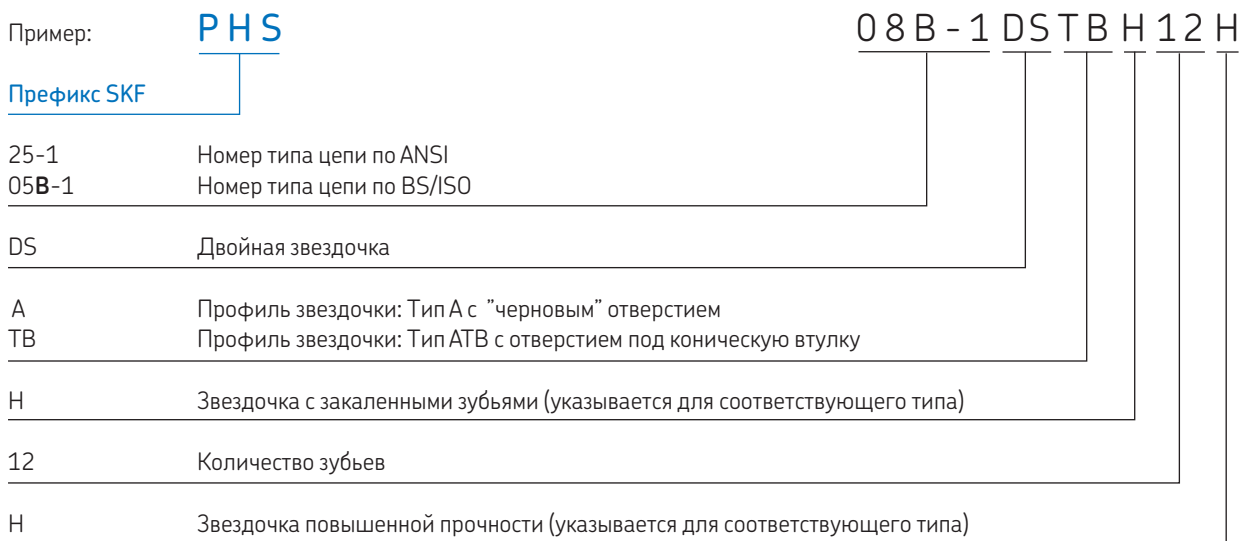 Пример: PHS 08B-1DSTBH12H
Префикс SKF
25-1 Номер типа цепи по ANSI
05B-1 Номер типа цепи по BS/ISO
DS Двойная звездочка
A Профиль звездочки: Тип A с ”черновым” отверстием
TB Профиль звездочки: Тип ATB с отверстием под коническую втулку
H Звездочка с закаленными зубьями (указывается для соответствующего типа)
12 Количество зубьев
H Звездочка повышенной прочности (указывается для соответствующего типа)